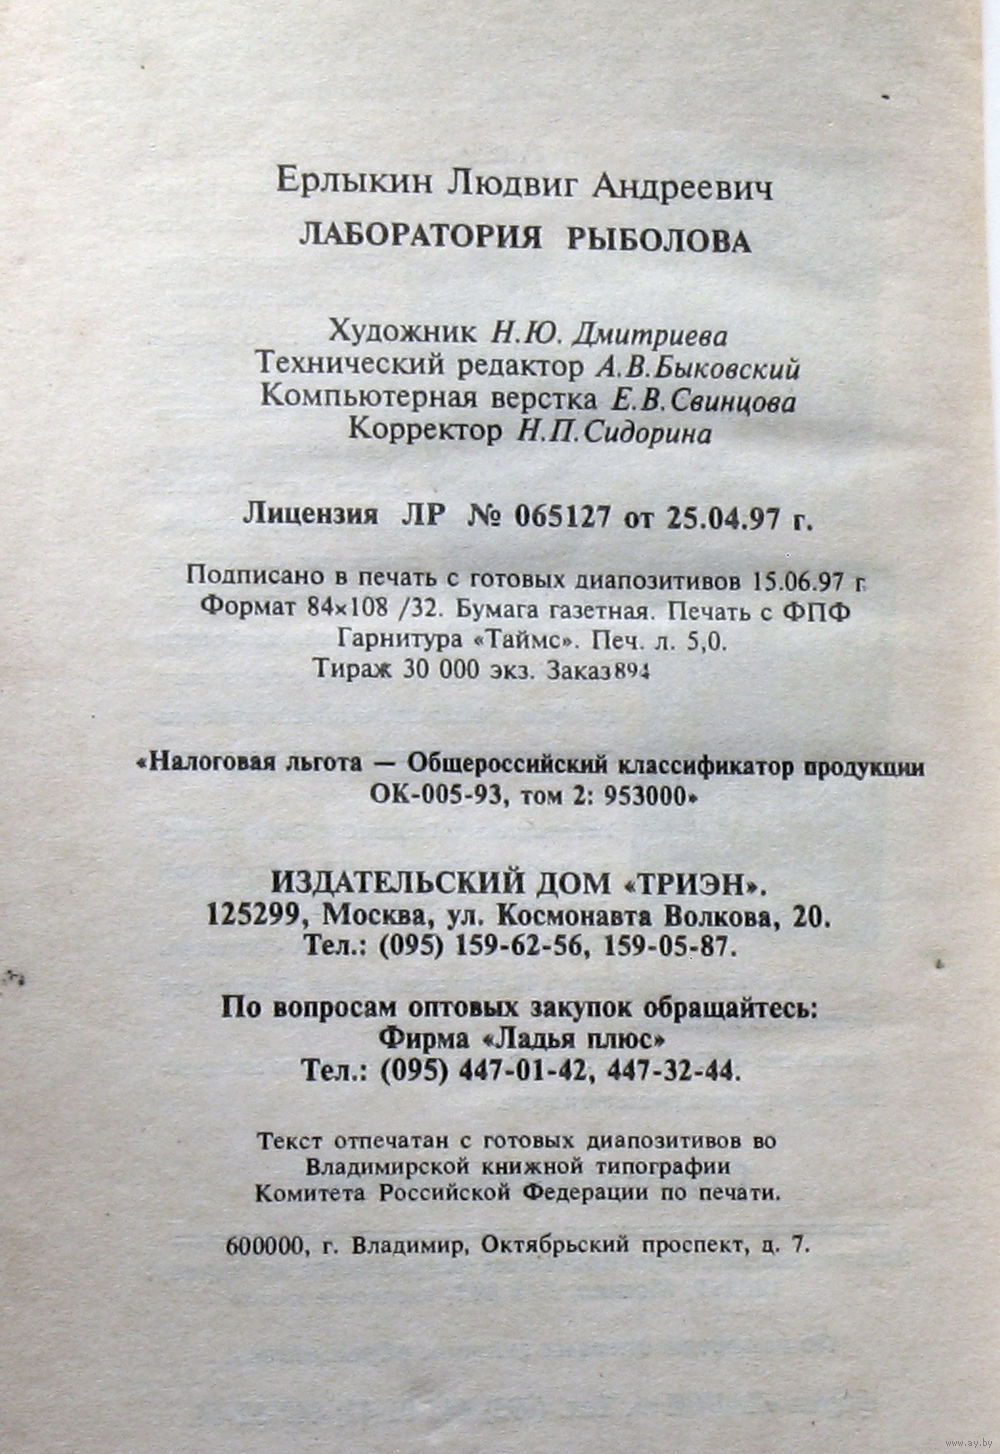 Ерлыкин Людвиг Андреевич
ЛАБОРАТОРИЯ РЫБОЛОВА
Художник Н.Ю. Дмитриева
Технический редактор А.В.Быковский
Компьютерная верстка Е.В.Свинцова
Корректор Н.П.Сидорина
Лицензия ЛР № 065127 от 25.04.97 г.
Подписано в печать с готовых диапозитивов 15.06.97 г.
Формат 84×108 /32. Бумага газетная. Печать с ФПФ
Гарнитура «Таймс». Печ. л. 5,0.
Тираж 30 000 экз. Заказ 894
«Налоговая льгота — Общероссийский классификатор продукции
ОК-005-93, том 2: 953000»
ИЗДАТЕЛЬСКИЙ ДОМ «ТРИЭН».
125299, Москва, ул. Космонавта Волкова, 20.
Тел.: (095) 159-62-56, 159-05-87.
По вопросам оптовых закупок обращайтесь:
Фирма «Ладья плюс»
Тел.: (095) 447-01-42, 447-32-44.
Текст отпечатан с готовых диапозитивов во
Владимирской книжной типографии
Комитета Российской Федерации по печати.
600000, г. Владимир, Октябрьский проспект, д. 7.
www.ay.by